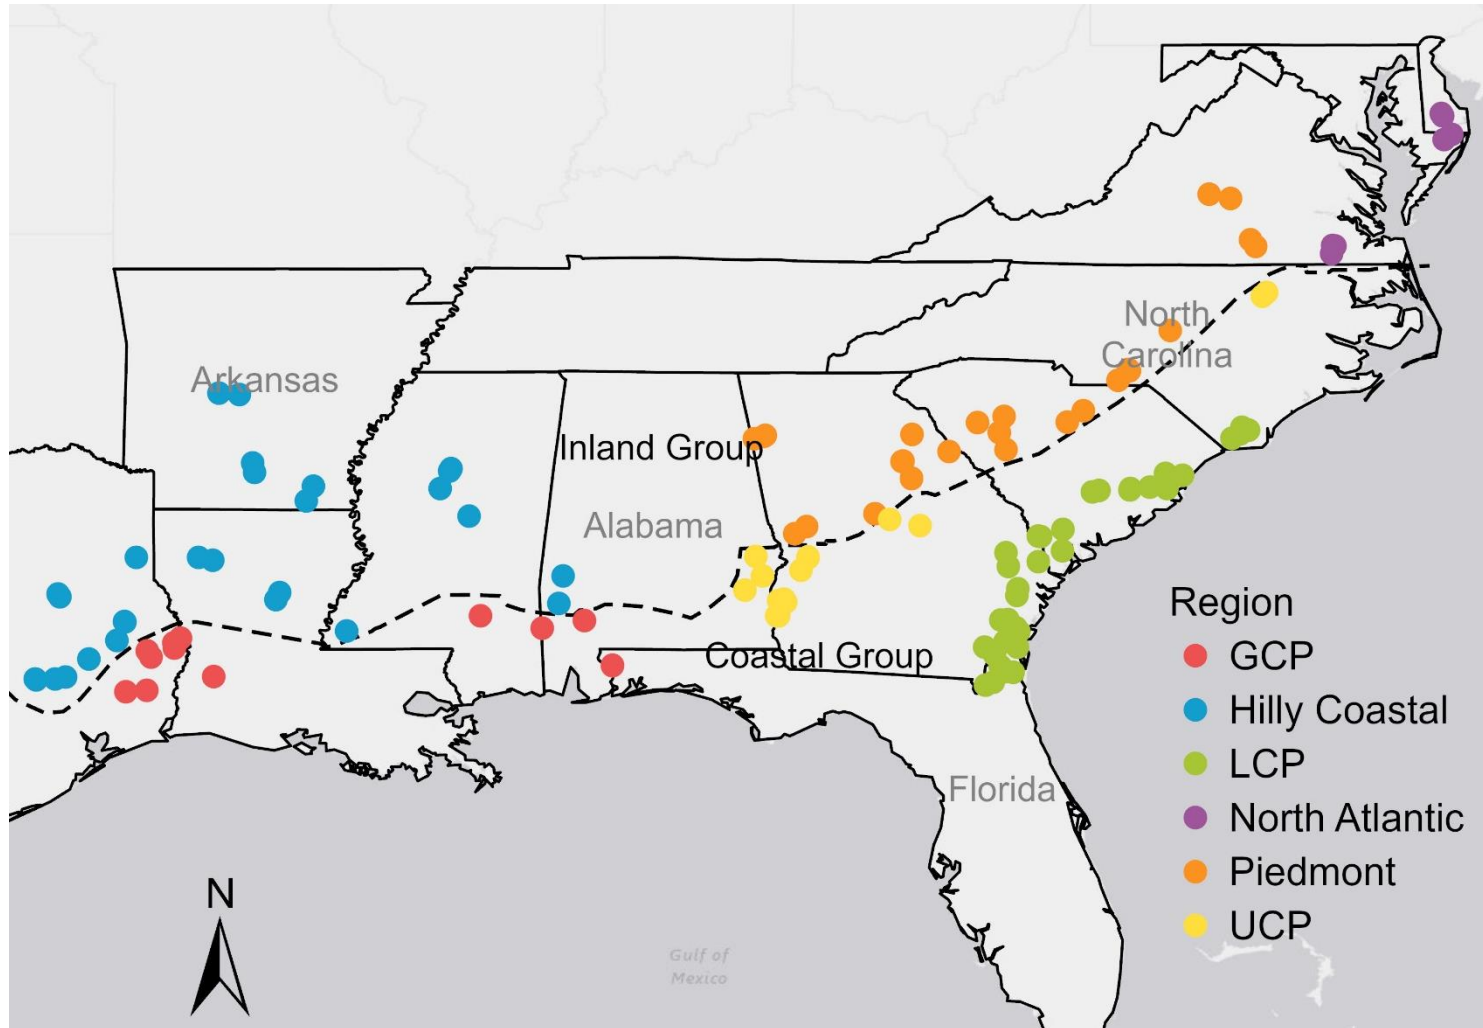 North
Carolina
Arkansas
Inland Group
Alabama
Coastal Group
Florida
Region
GCP
Hilly Coastal
LCP
North Atlantic
Piedmont
UCP
N
Gulf of
Mexico